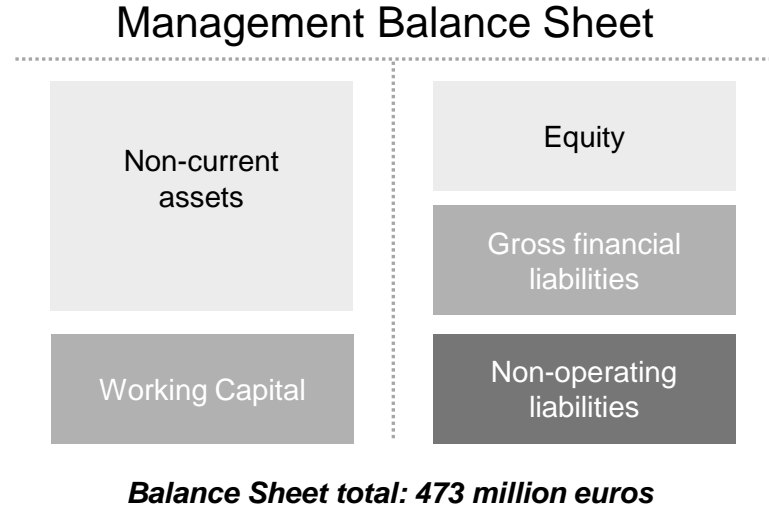 Management Balance Sheet
Non-current
assets
Working Capital
Equity
Gross financial
liabilities
Non-operating
liabilities
Balance Sheet total: 473 million euros